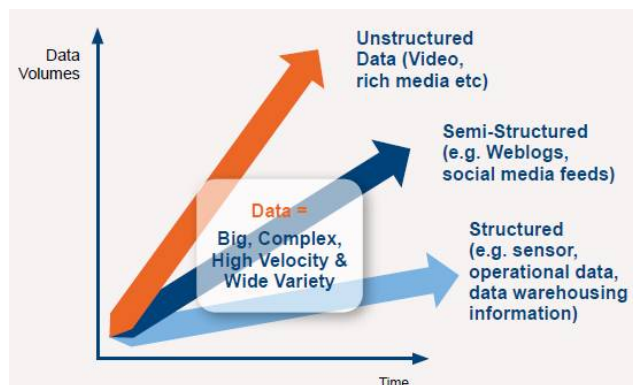 Data
Volumes
Unstructured
Data (Video,
rich media etc)
Semi-Structured
(e.g. Weblogs,
social media feeds)
Data =
Big, Complex,
High Velocity &
Wide Variety
Structured
(e.g. sensor,
operational data,
data warehousing
information)
Time